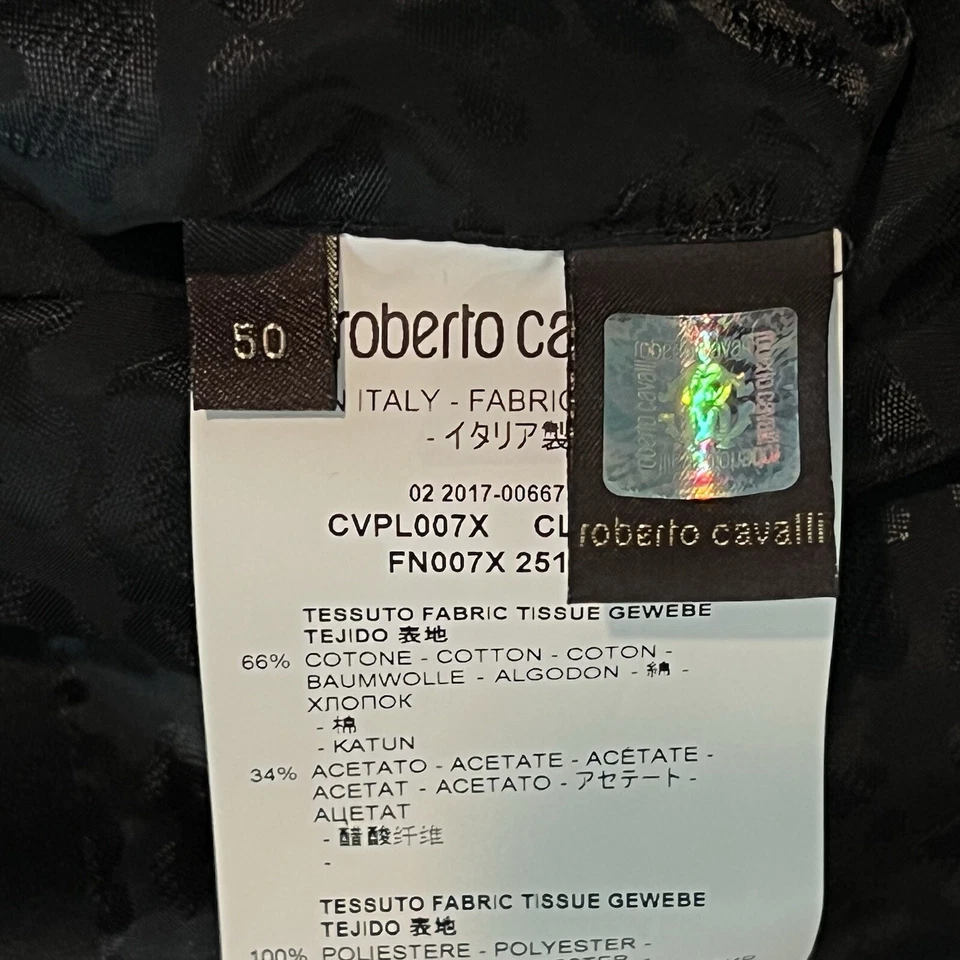 50
roberto ca
N ITALY - FABRIC
- イタリア製
02 2017-00667
CVPL007X CL
FN007X 251
roberto cavalli
roberto cavalli
TESSUTO FABRIC TISSUE GEWEBE
TEJIDO 表地
66% COTONE - COTTON - COTON -
BAUMWOLLE - ALGODON - 綿 -
ХЛОПОК
- 棉
- KATUN
34% ACETATO - ACETATE - ACÉTATE -
ACETAT - ACETATO - アセテート -
АЦЕТАТ
- 醋酸纤维
-
TESSUTO FABRIC TISSUE GEWEBE
TEJIDO 表地
100% POLIESTERE - POLYESTER -